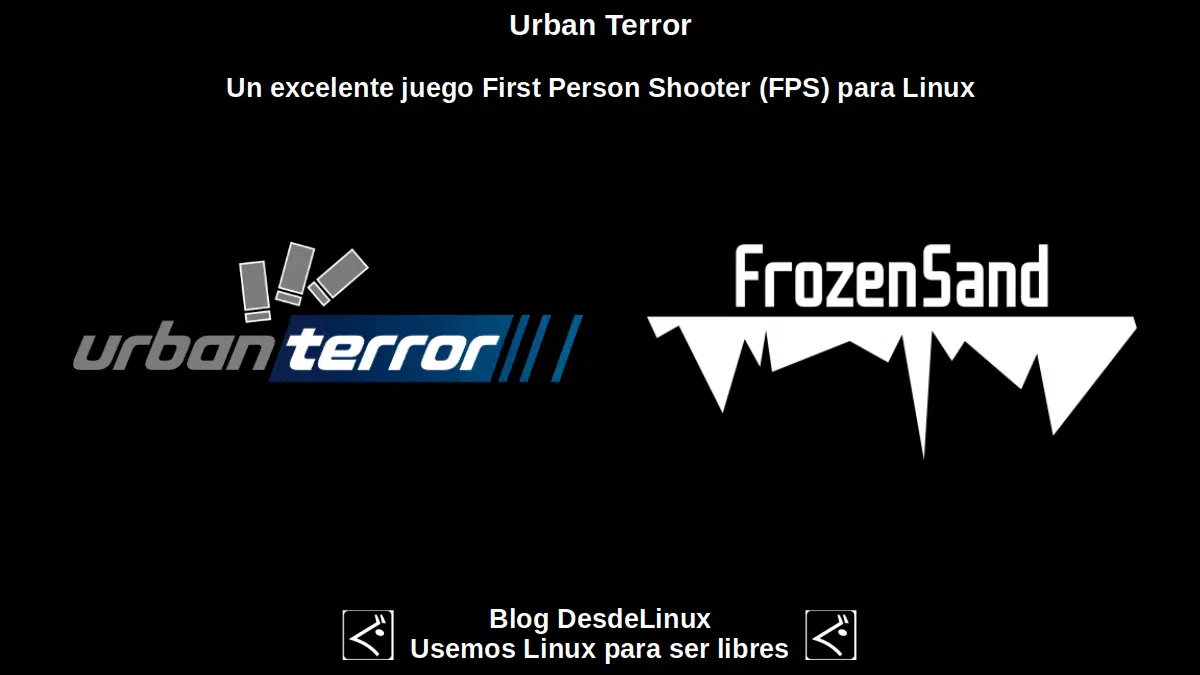 Urban Terror
Un excelente juego First Person Shooter (FPS) para Linux
urban terror
FrozenSand
Blog DesdeLinux
Usemos Linux para ser libres